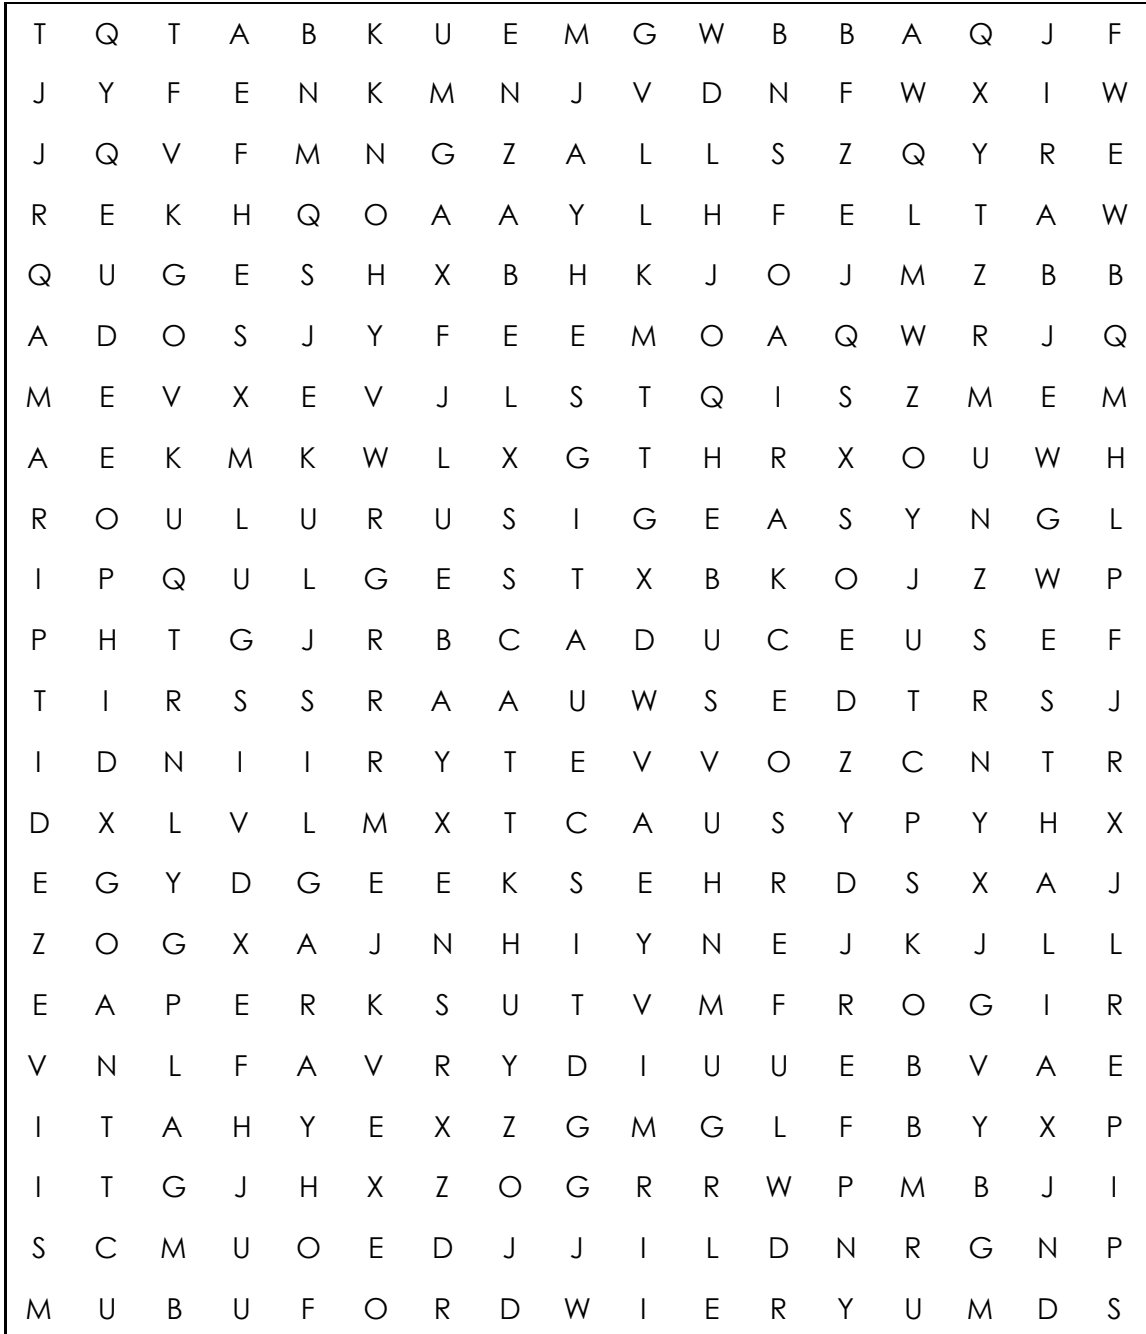 T Q T A B K U E M G W B B A Q J F
J Y F E N K M N J V D N F W X I W
J Q V F M N G Z A L L S Z Q Y R E
R E K H Q O A A Y L H F E L T A W
Q U G E S H X B H K J O J M Z B B
A D O S J Y F E E M O A Q W R J Q
M E V X E V J L S T Q I S Z M E M
A E K M K W L X G T H R X O U W H
R O U L U R U S I G E A S Y N G L
I P Q U L G E S T X B K O J Z W P
P H T G J R B C A D U C E U S E F
T I R S S R A A U W S E D T R S J
I D N I I R Y T E V V O Z C N T R
D X L V L M X T C A U S Y P Y H X
E G Y D G E E K S E H R D S X A J
Z O G X A J N H I Y N E J K J L L
E A P E R K S U T V M F R O G I R
V N L F A V R Y D I U U E B V A E
I T A H Y E X Z G M G L F B Y X P
I T G J H X Z O G R R W P M B J I
S C M U O E D J J I L D N R G N P
M U B U F O R D W I E R Y U M D S